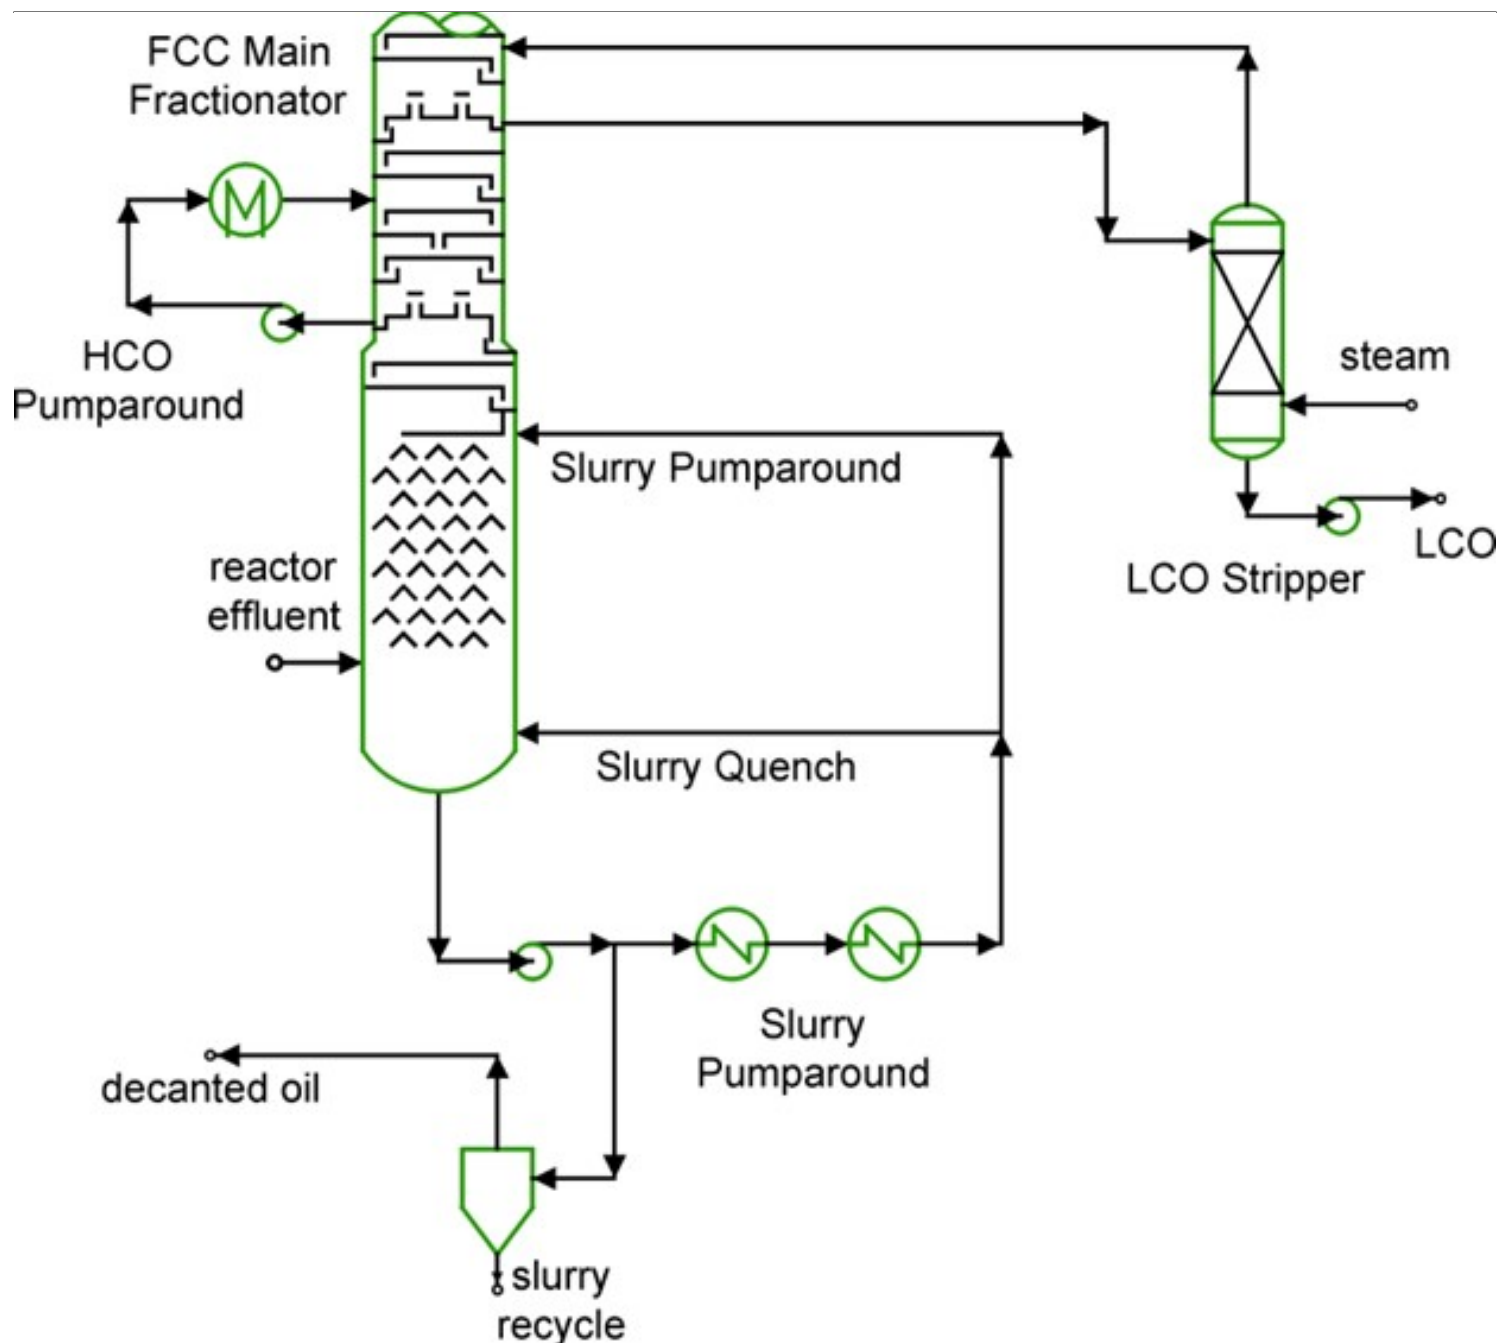 FCC Main
Fractionator
HCO
Pumparound
steam
Slurry Pumparound
LCO
LCO Stripper
reactor
effluent
Slurry Quench
Slurry
Pumparound
decanted oil
slurry
recycle